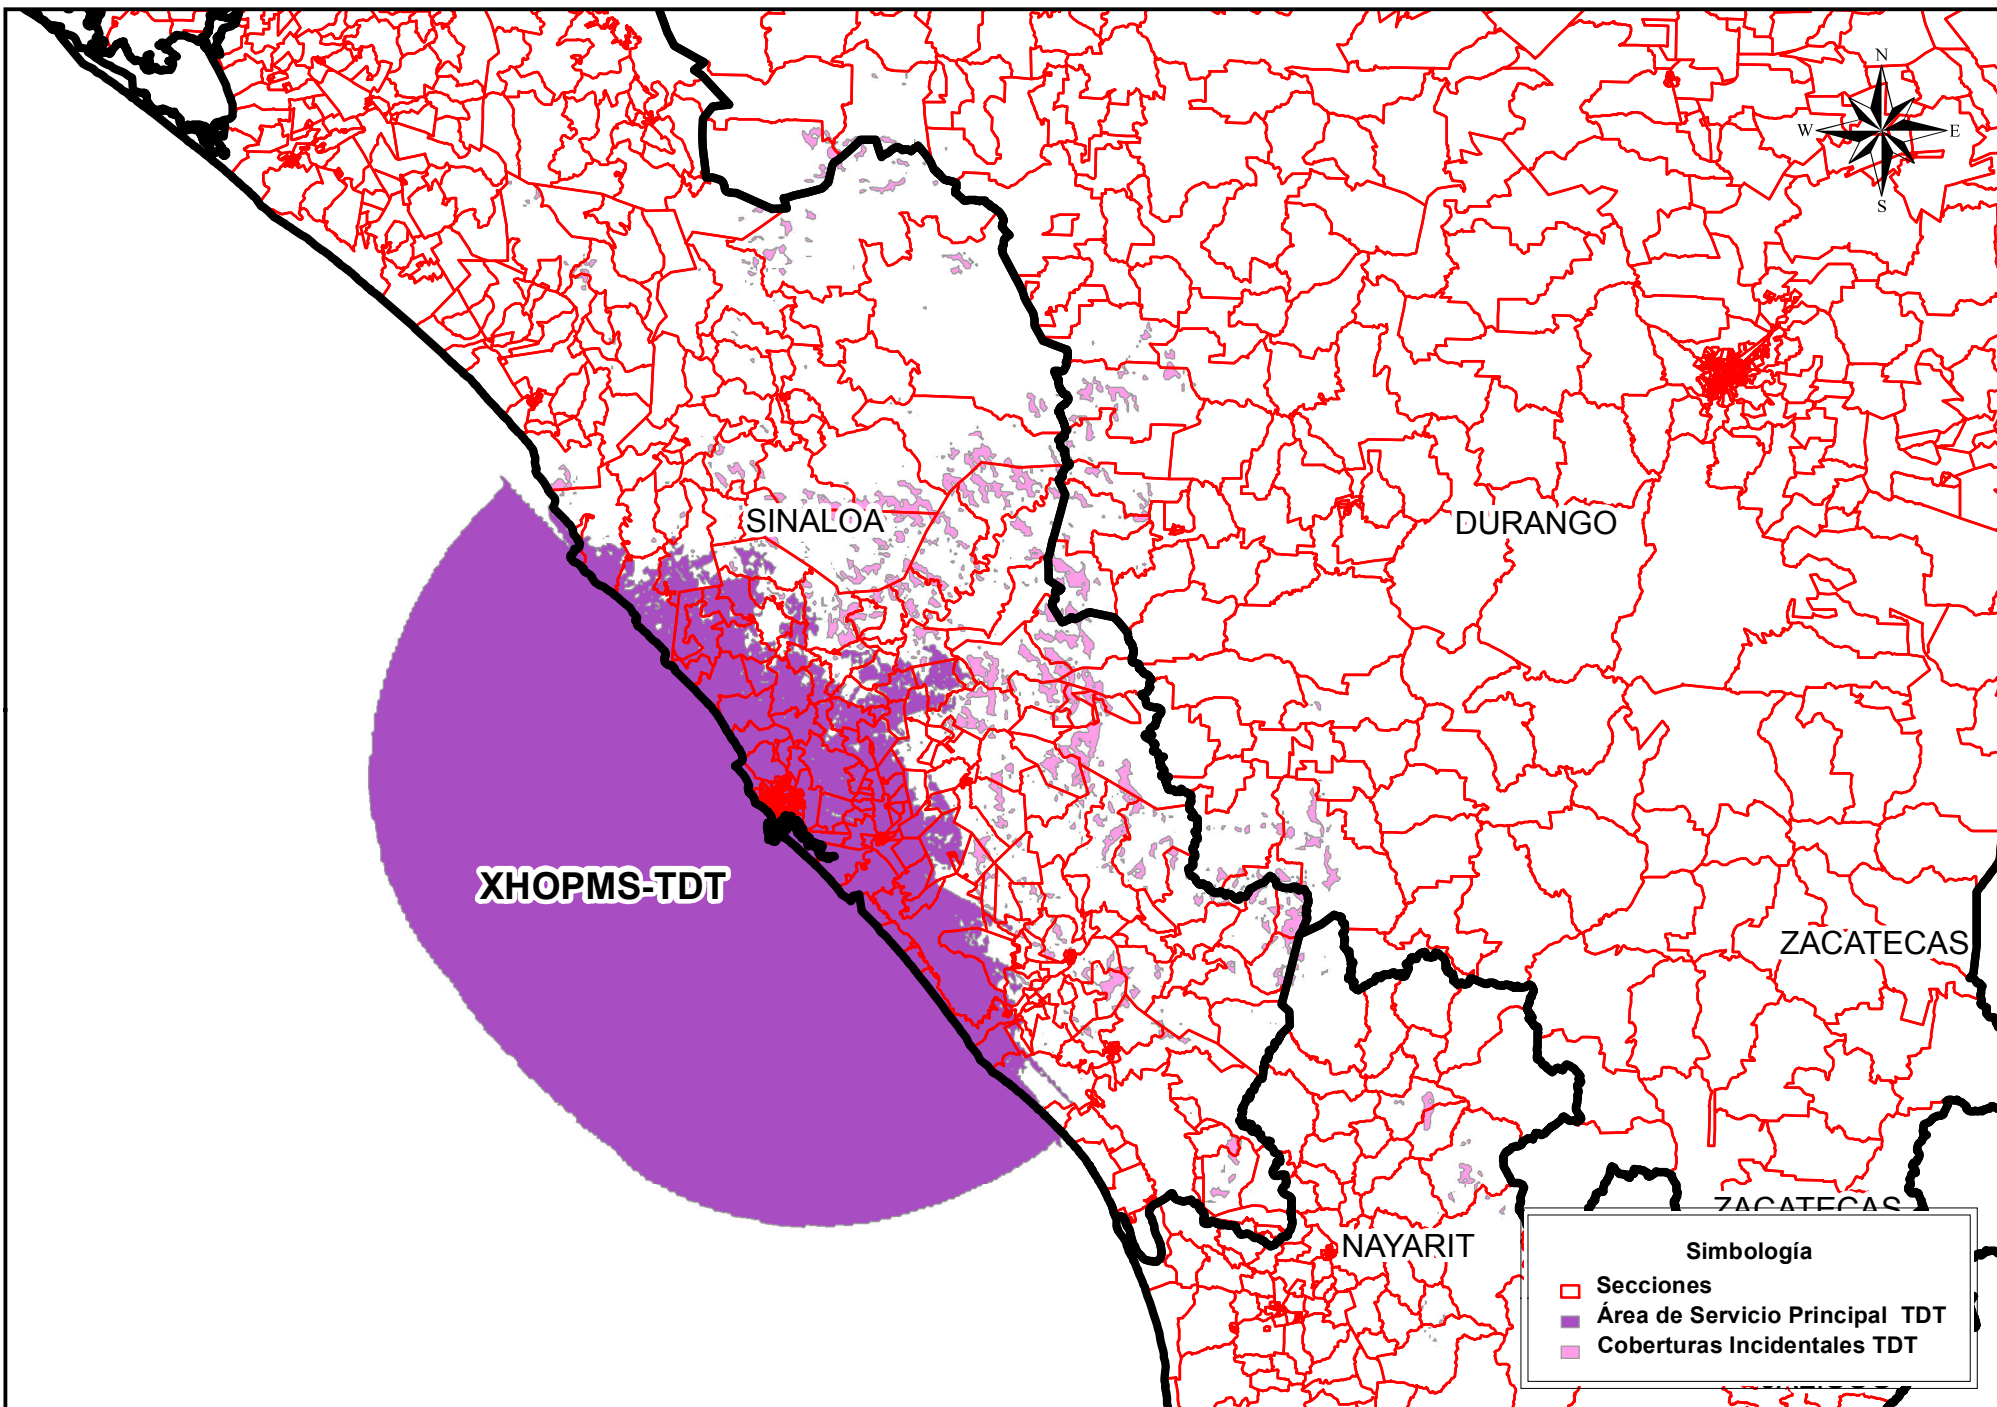 N
W E
S
SINALOA
DURANGO
XHOPMS-TDT
ZACATECAS
ZACATECAS
NAYARIT
Simbología
Secciones
Área de Servicio Principal TDT
Coberturas Incidentales TDT